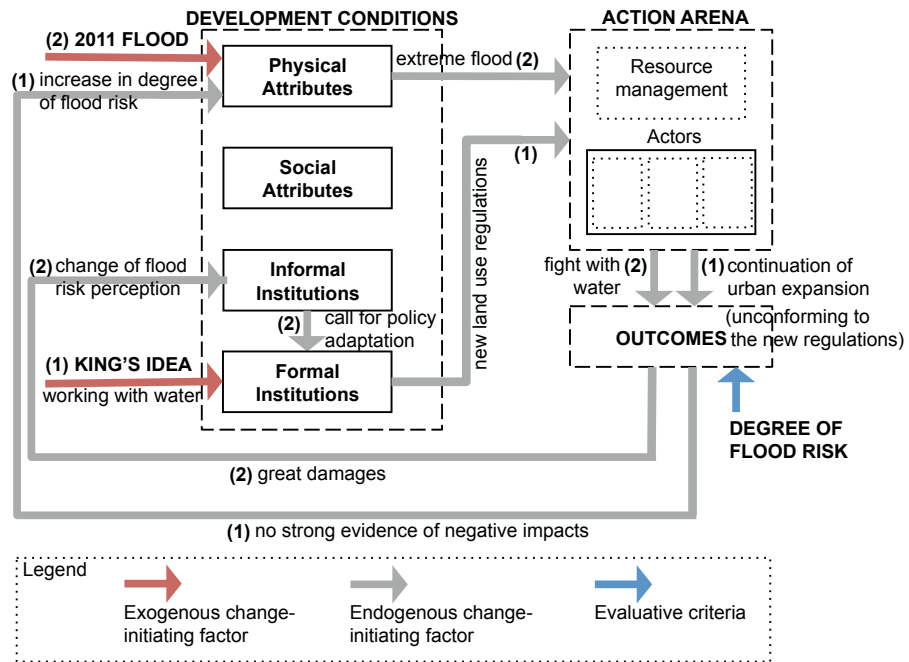 DEVELOPMENT CONDITIONS
ACTION ARENA
(2) 2011 FLOOD
(1) increase in degree
of flood risk
Physical
Attributes
extreme flood (2)
Resource
management
Social
Attributes
new land use regulations
(1)
Actors
(2) change of flood
risk perception
Informal
Institutions
(2) call for policy
adaptation
fight with (2)
water
(1) continuation of
urban expansion
(unconforming to
the new regulations)
OUTCOMES
(1) KING'S IDEA
working with water
Formal
Institutions
DEGREE OF
FLOOD RISK
(2) great damages
(1) no strong evidence of negative impacts
Legend
Exogenous change-
initiating factor
Endogenous change-
initiating factor
Evaluative criteria